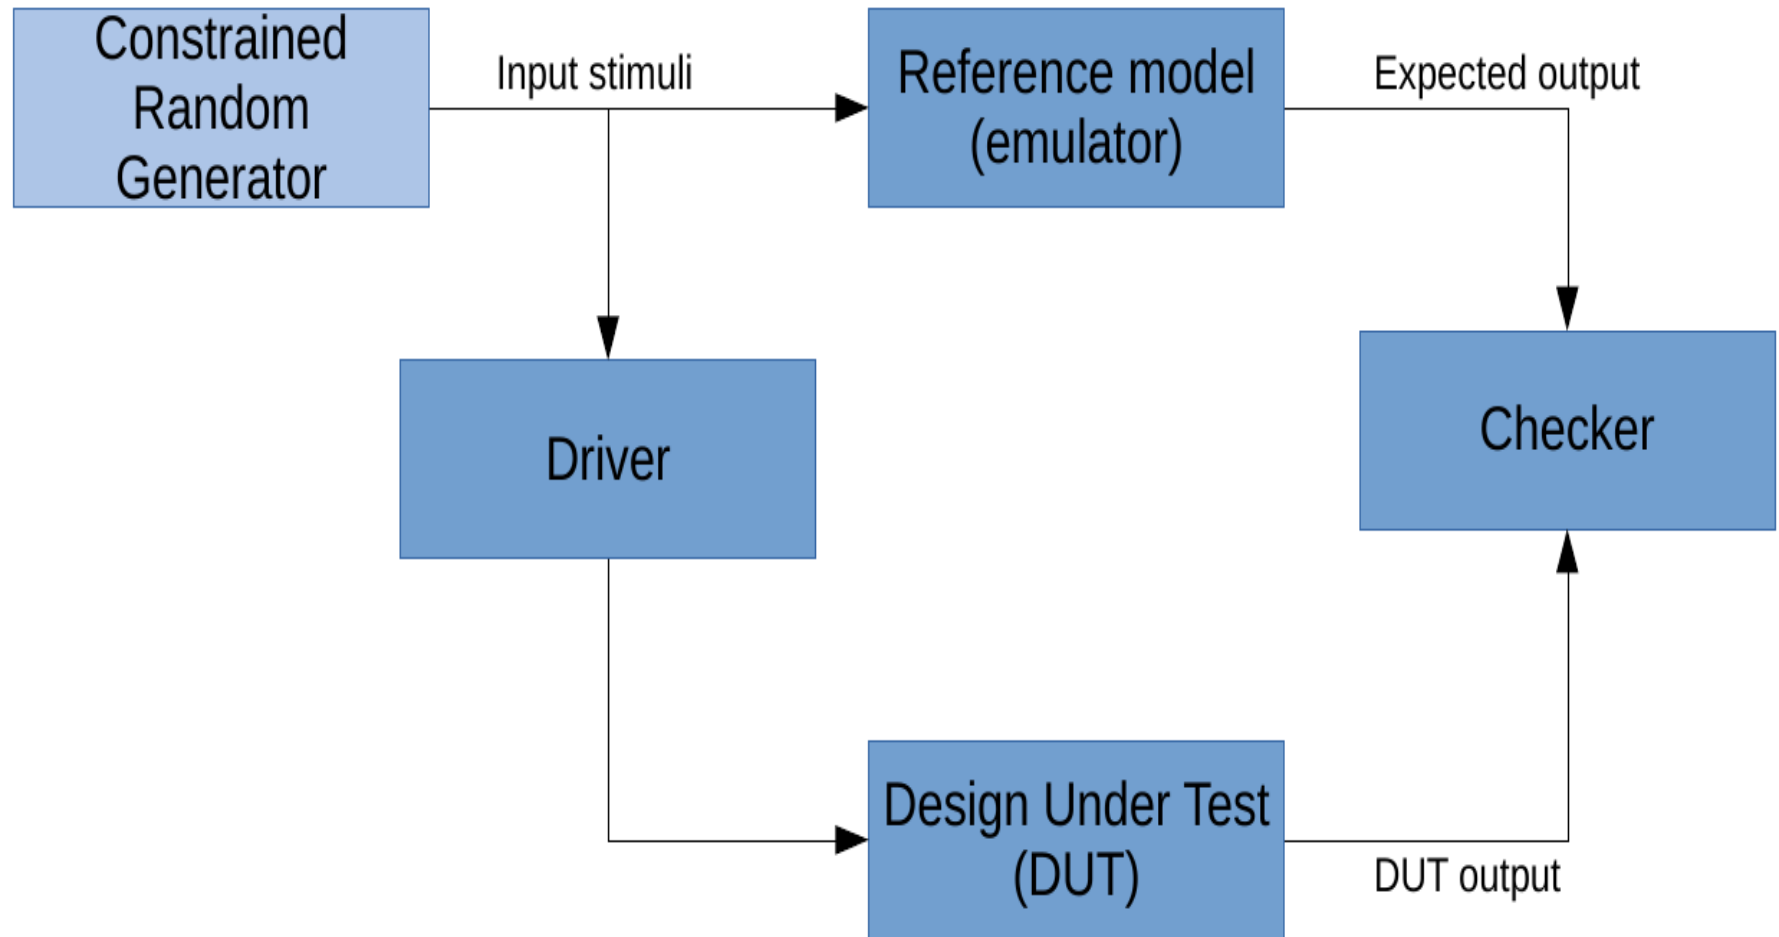 Constrained
Random
Generator
Input stimuli
Reference model
(emulator)
Expected output
Driver
Checker
Design Under Test
(DUT)
DUT output